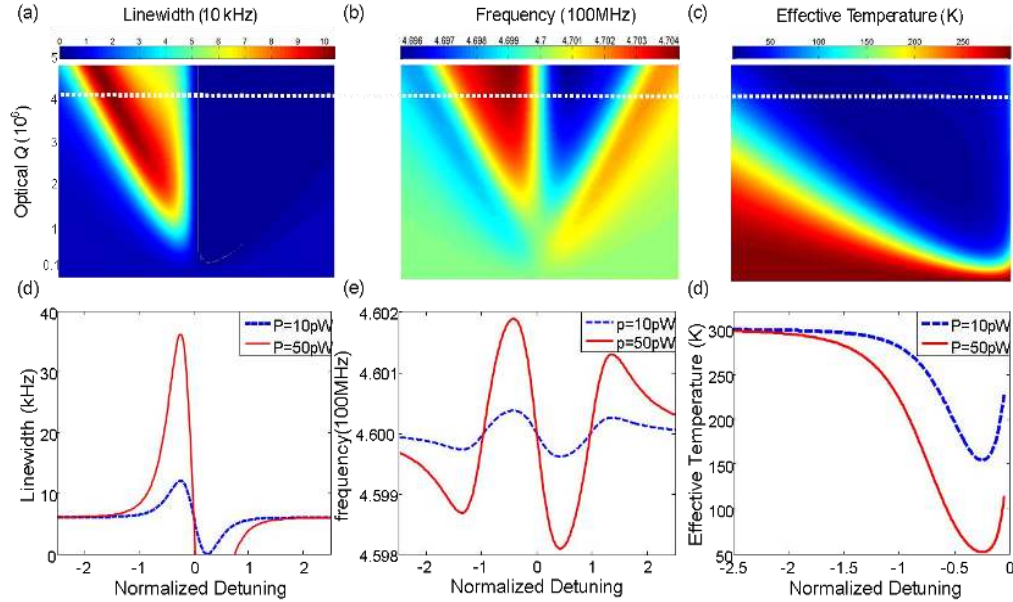 (a) Linewidth (10 kHz) (b) Frequency (100MHz) (c) Effective Temperature (K)
0 1 2 3 4 5 6 7 8 9 10 4.696 4.697 4.698 4.699 4.7 4.701 4.702 4.703 4.704 50 100 150 200 250
Optical Q (10⁶)
5
4
3
2
1
0.1
(d) (e) (d)
Linewidth (kHz)
40
30
20
10
0
P=10pW
P=50pW
-2 -1 0 1 2
Normalized Detuning
frequency(100MHz)
4.602
4.601
4.600
4.599
4.598
p=10pW
p=50pW
-2 -1 0 1 2
Normalized Detuning
Effective Temperature (K)
300
250
200
150
100
50
P=10pW
P=50pW
-2.5 -2 -1.5 -1 -0.5 0
Normalized Detuning